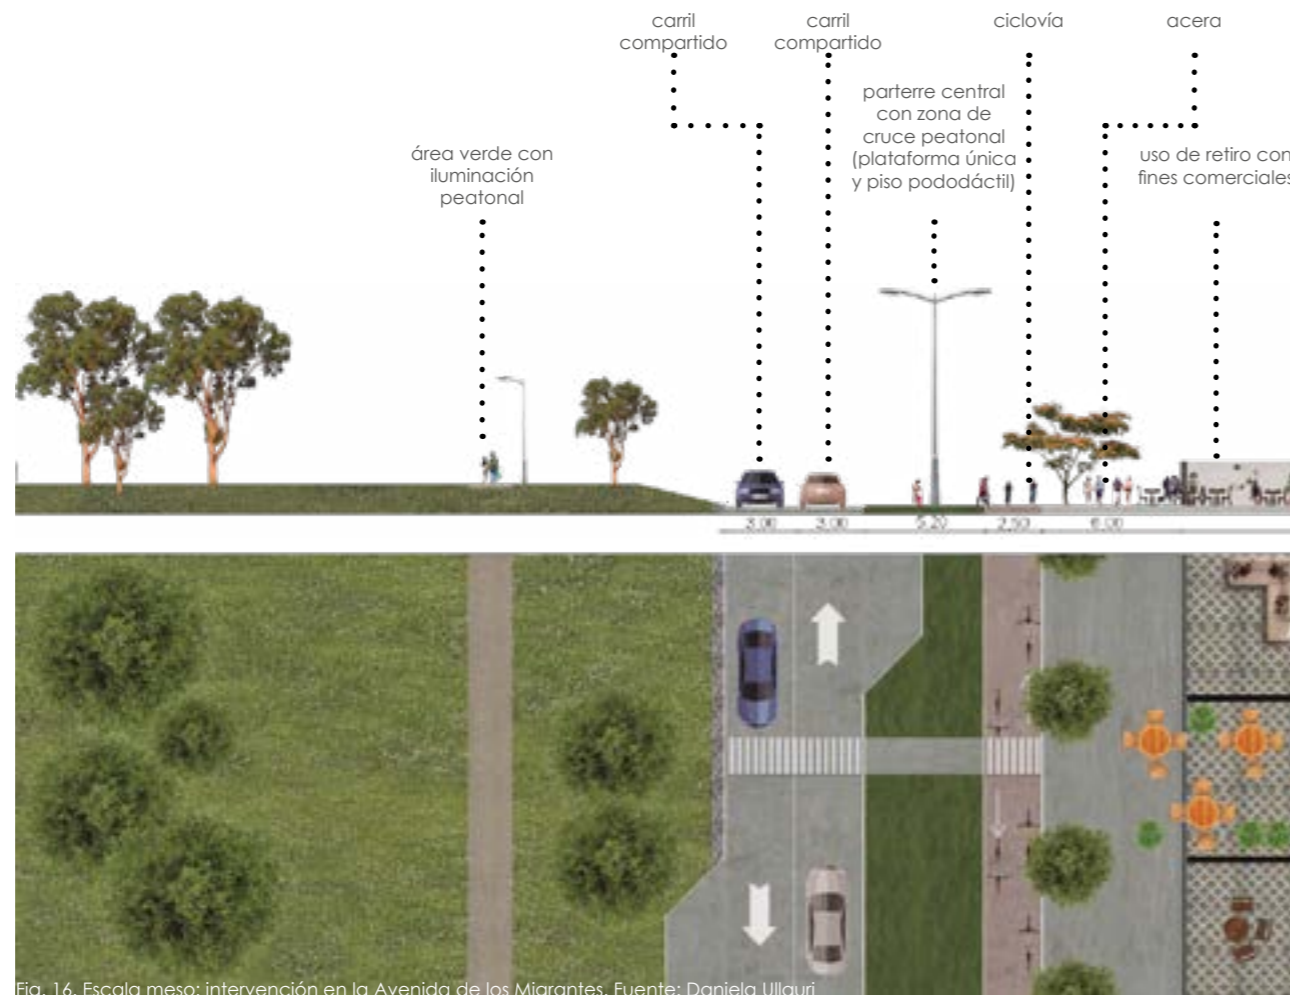 carril
compartido
carril
compartido
ciclovía
acera
parterre central
con zona de
cruce peatonal
(plataforma única
y piso pododáctil)
área verde con
iluminación
peatonal
uso de retiro con
fines comerciales
3.00
3.00
5.20
2.50
6.00
Fig. 16. Escala meso: intervención en la Avenida de los Migrantes. Fuente: Daniela Ullauri